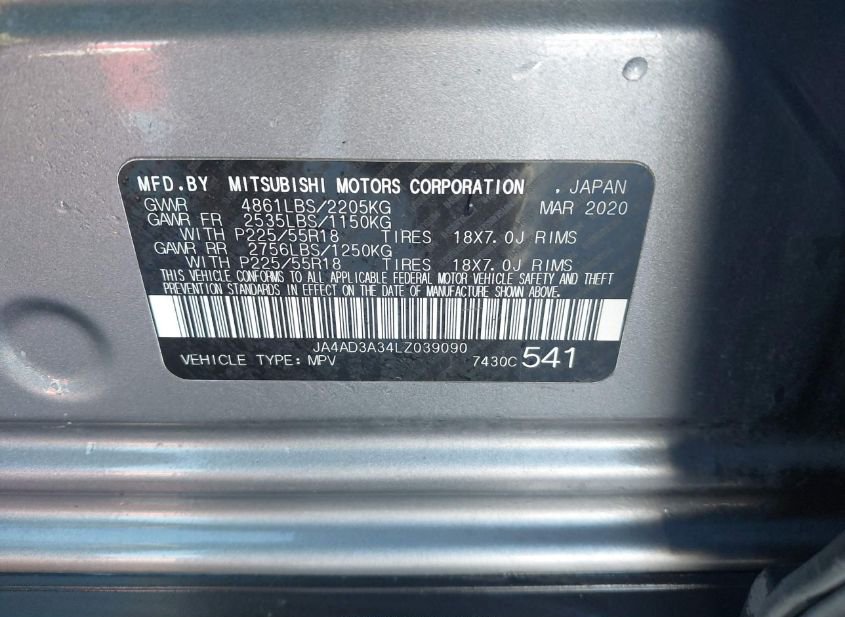 MFD.BY MITSUBISHI MOTORS CORPORATION . JAPAN
GVWR 4861LBS/2205KG MAR 2020
GAWR FR 2535LBS/1150KG
WITH P225/55R18 TIRES 18X7.0J RIMS
GAWR RR 2756LBS/1250KG
WITH P225/55R18 TIRES 18X7.0J RIMS
THIS VEHICLE CONFORMS TO ALL APPLICABLE FEDERAL MOTOR VEHICLE SAFETY AND THEFT
PREVENTION STANDARDS IN EFFECT ON THE DATE OF MANUFACTURE SHOWN ABOVE.
JA4AD3A34LZ039090
VEHICLE TYPE: MPV 7430C 541